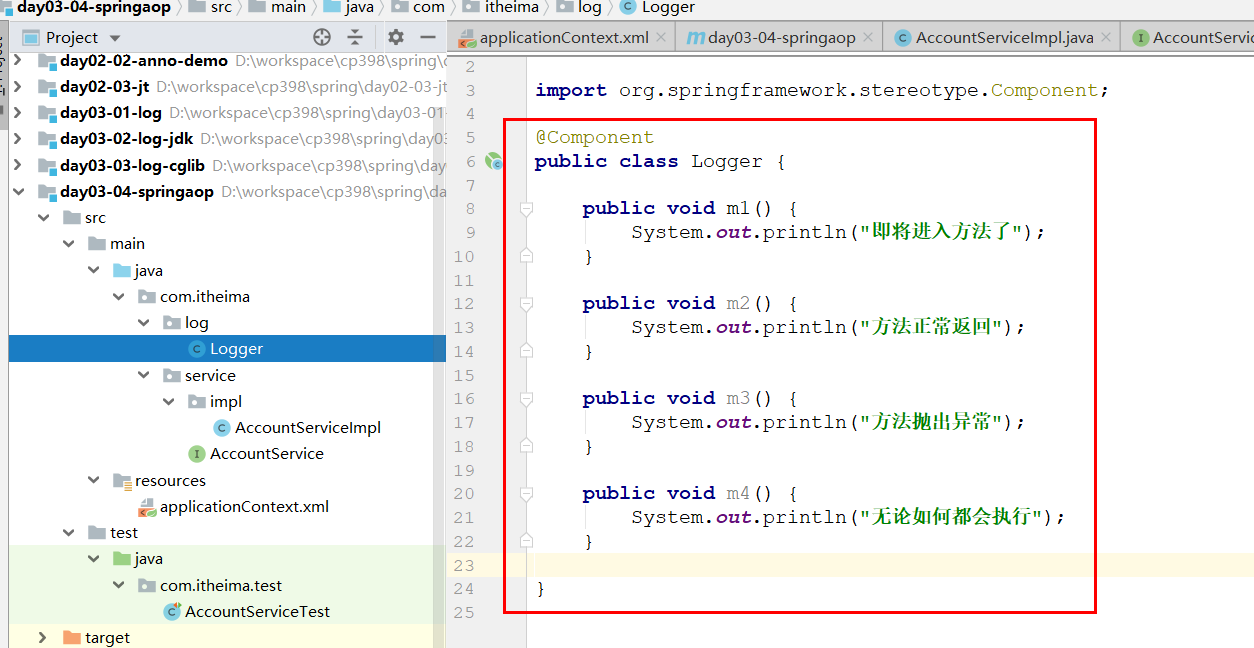 day03-04-springaop
src
main
java
com
itheima
log
Logger
Project
applicationContext.xml
day03-04-springaop
AccountServiceImpl.java
AccountServic
day02-02-anno-demo D:\workspace\cp398\spring\
day02-03-jt D:\workspace\cp398\spring\day02-03-jt
day03-01-log D:\workspace\cp398\spring\day03-01
day03-02-log-jdk D:\workspace\cp398\spring\day03
day03-03-log-cglib D:\workspace\cp398\spring\day
day03-04-springaop D:\workspace\cp398\spring\da
src
main
java
com.itheima
log
Logger
service
impl
AccountServiceImpl
AccountService
resources
applicationContext.xml
test
java
com.itheima.test
AccountServiceTest
target
2
3 import org.springframework.stereotype.Component;
4
5 @Component
6 public class Logger {
7
8 public void m1() {
9 System.out.println("即将进入方法了");
10 }
11
12 public void m2() {
13 System.out.println("方法正常返回");
14 }
15
16 public void m3() {
17 System.out.println("方法抛出异常");
18 }
19
20 public void m4() {
21 System.out.println("无论如何都会执行");
22 }
23
24 }
25